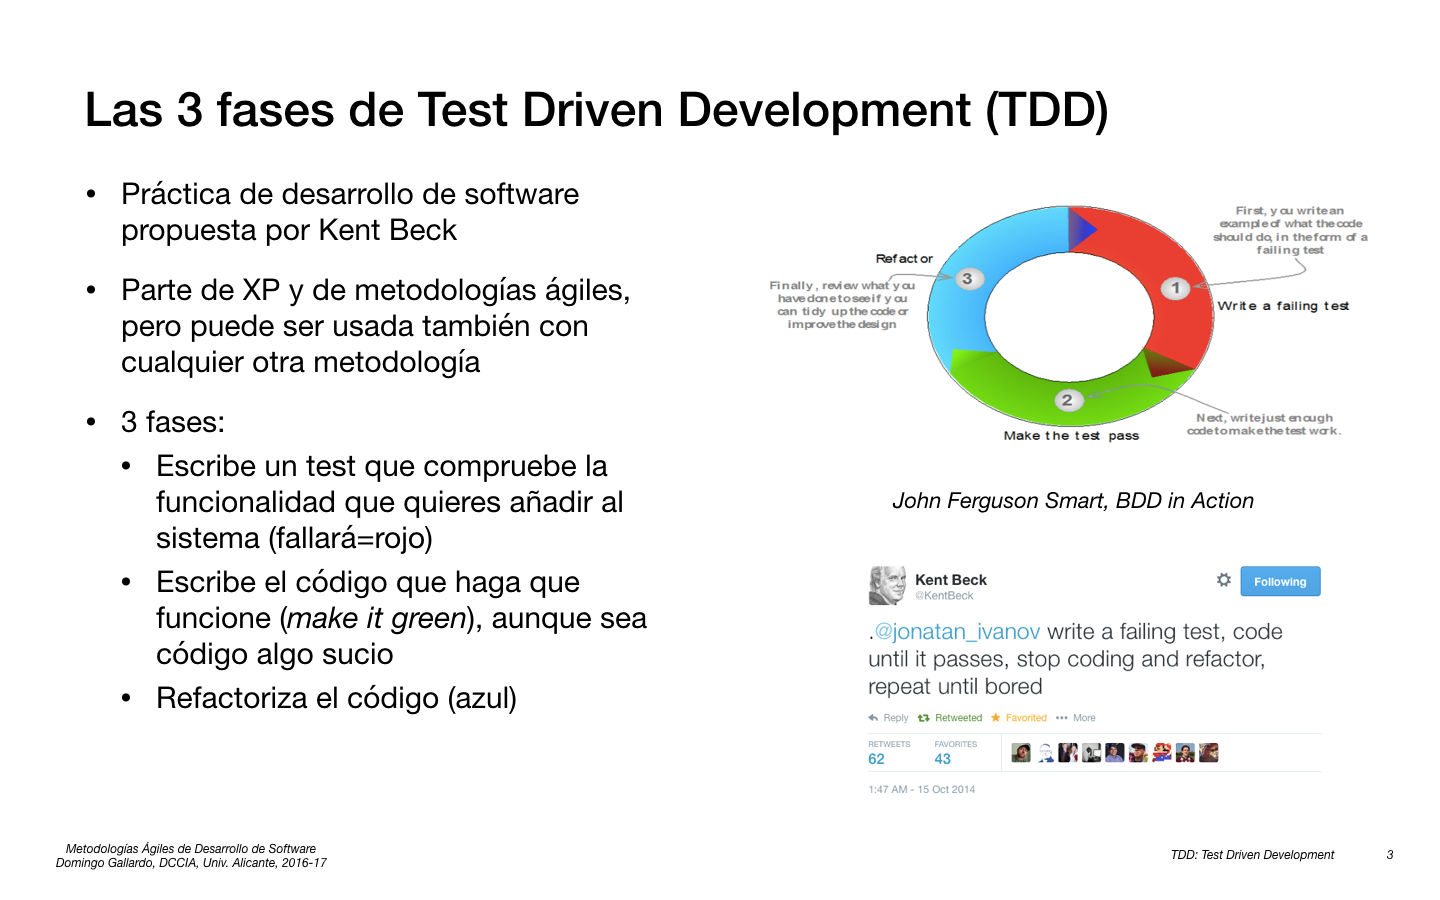 Las 3 fases de Test Driven Development (TDD)
• Práctica de desarrollo de software
propuesta por Kent Beck
• Parte de XP y de metodologías ágiles,
pero puede ser usada también con
cualquier otra metodología
• 3 fases:
• Escribe un test que compruebe la
funcionalidad que quieres añadir al
sistema (fallará=rojo)
• Escribe el código que haga que
funcione (make it green), aunque sea
código algo sucio
• Refactoriza el código (azul)
First, you write an
example of what the code
should do, in the form of a
failing test
1
Write a failing test
Refactor
3
Finally, review what you
have done to see if you
can tidy up the code or
improve the design
2
Make the test pass
Next, write just enough
code to make the test work.
John Ferguson Smart, BDD in Action
Kent Beck
@KentBeck
Following
.@jonatan_ivanov write a failing test, code
until it passes, stop coding and refactor,
repeat until bored
Reply Retweeted Favorited More
RETWEETS FAVORITES
62 43
1:47 AM - 15 Oct 2014
Metodologías Ágiles de Desarrollo de Software
Domingo Gallardo, DCCIA, Univ. Alicante, 2016-17
TDD: Test Driven Development 3